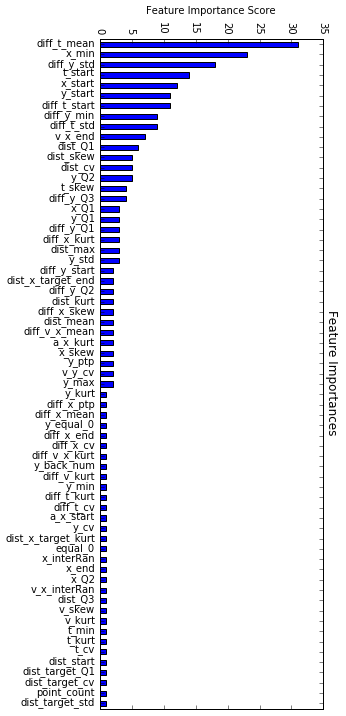 Feature Importance Score
0 5 10 15 20 25 30 35
diff_t_mean
x_min
diff_y_std
t_start
x_start
y_start
diff_t_start
diff_y_min
diff_t_std
v_x_end
dist_Q1
dist_skew
dist_cv
y_Q2
t_skew
diff_y_Q3
x_Q1
y_Q1
diff_y_Q1
diff_x_kurt
dist_max
y_std
diff_y_start
dist_x_target_end
diff_y_Q2
dist_kurt
diff_x_skew
dist_mean
diff_v_x_mean
a_x_kurt
x_skew
y_ptp
v_y_cv
y_max
y_kurt
diff_x_ptp
diff_x_mean
y_equal_0
diff_x_end
diff_x_cv
diff_v_x_kurt
y_back_num
diff_v_kurt
y_min
diff_t_kurt
diff_t_cv
a_x_start
y_cv
dist_x_target_kurt
equal_0
x_interRan
x_end
x_Q2
v_x_interRan
dist_Q3
v_skew
v_kurt
t_min
t_kurt
t_cv
dist_start
dist_target_Q1
dist_target_cv
point_count
dist_target_std
Feature Importances